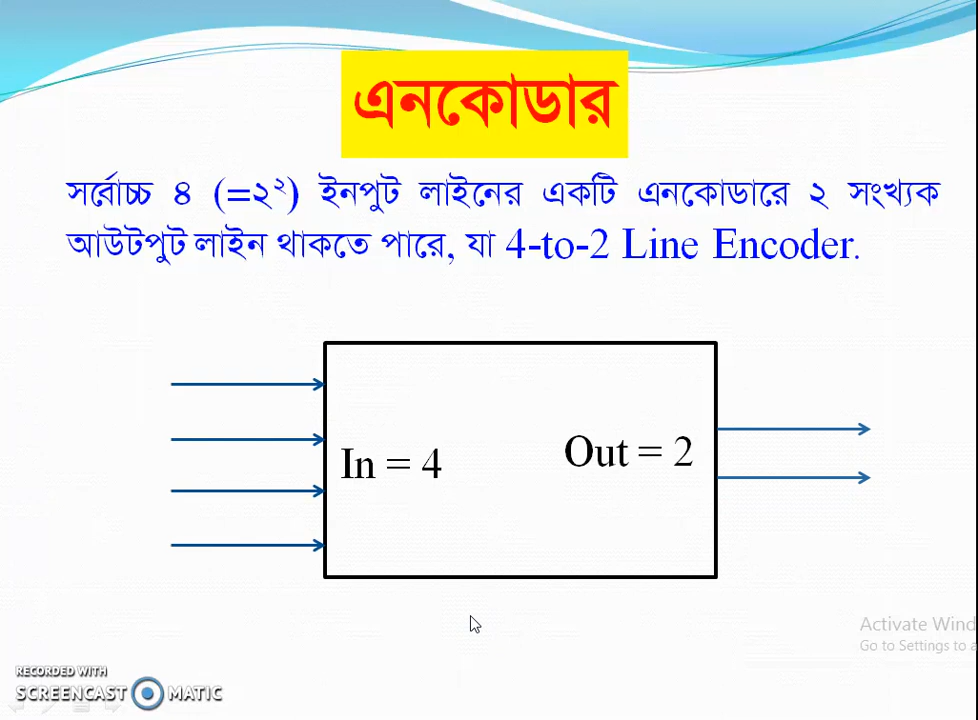 এনকোডার
সর্বোচ্চ ৪ (=২²) ইনপুট লাইনের একটি এনকোডারে ২ সংখ্যক
আউটপুট লাইন থাকতে পারে, যা 4-to-2 Line Encoder.
In = 4
Out = 2
Activate Wind
Go to Settings to a
RECORDED WITH
SCREENCAST MATIC